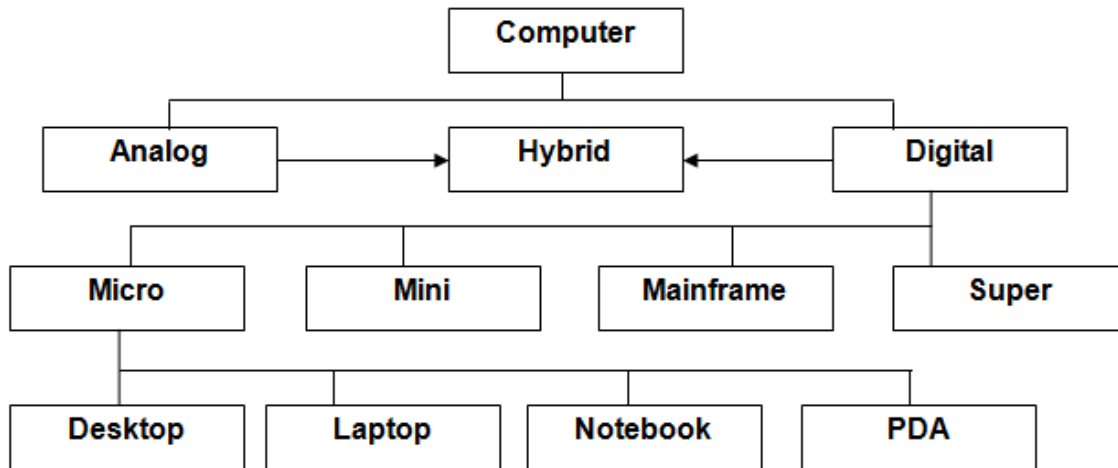 Computer
Analog
Hybrid
Digital
Micro
Mini
Mainframe
Super
Desktop
Laptop
Notebook
PDA